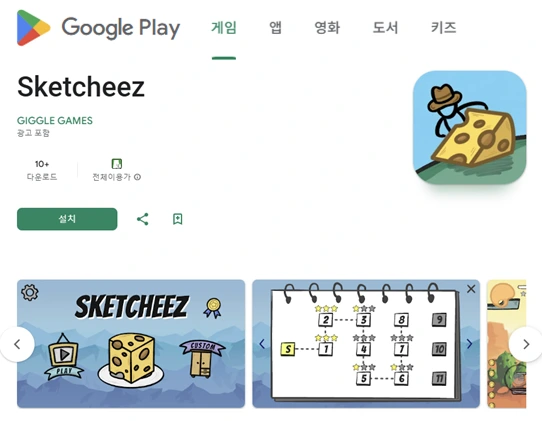 Google Play 게임 앱 영화 도서 키즈
Sketcheez
GIGGLE GAMES
광고 포함
10+
다운로드
전체이용가
설치
SKETCHEEZ
PLAY
CUSTOM
2 3 8 9
S 1 4 7 10
5 6 11